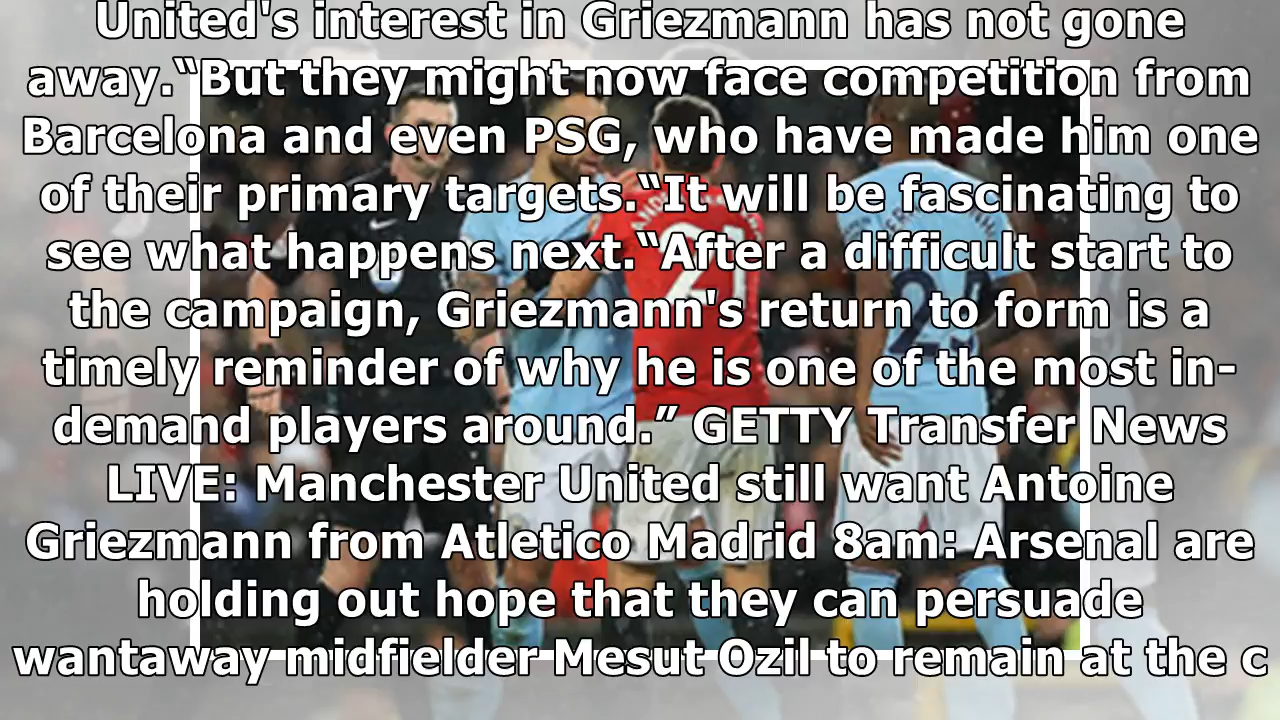 United's interest in Griezmann has not gone
away.“But they might now face competition from
Barcelona and even PSG, who have made him one
of their primary targets.“It will be fascinating to
see what happens next.“After a difficult start to
the campaign, Griezmann's return to form is a
timely reminder of why he is one of the most in-
demand players around.” GETTY Transfer News
LIVE: Manchester United still want Antoine
Griezmann from Atletico Madrid 8am: Arsenal are
holding out hope that they can persuade
wantaway midfielder Mesut Ozil to remain at the c
21